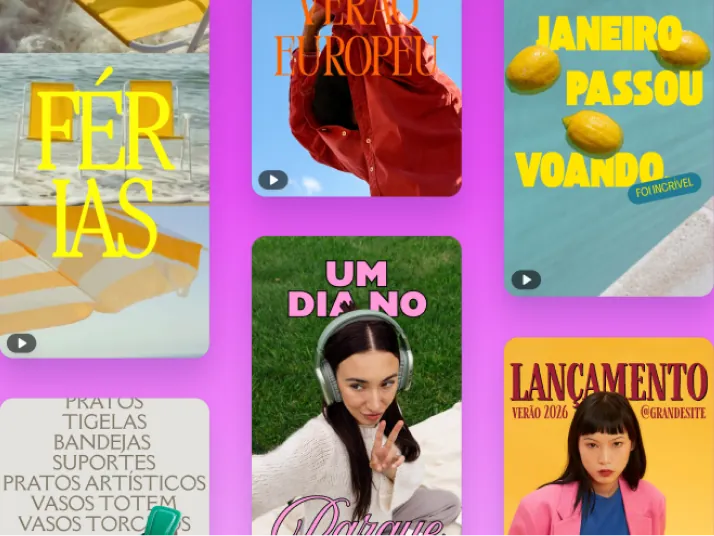 FÉR
IAS
PRATOS
TIGELAS
BANDEJAS
SUPORTES
PRATOS ARTÍSTICOS
VASOS TOTEM
VERÃO
EUROPEU
UM
DIA NO
Parque
JANEIRO
PASSOU
VOANDO
FOI INCRÍVEL
LANÇAMENTO
VERÃO 2026 @GRANDESITE